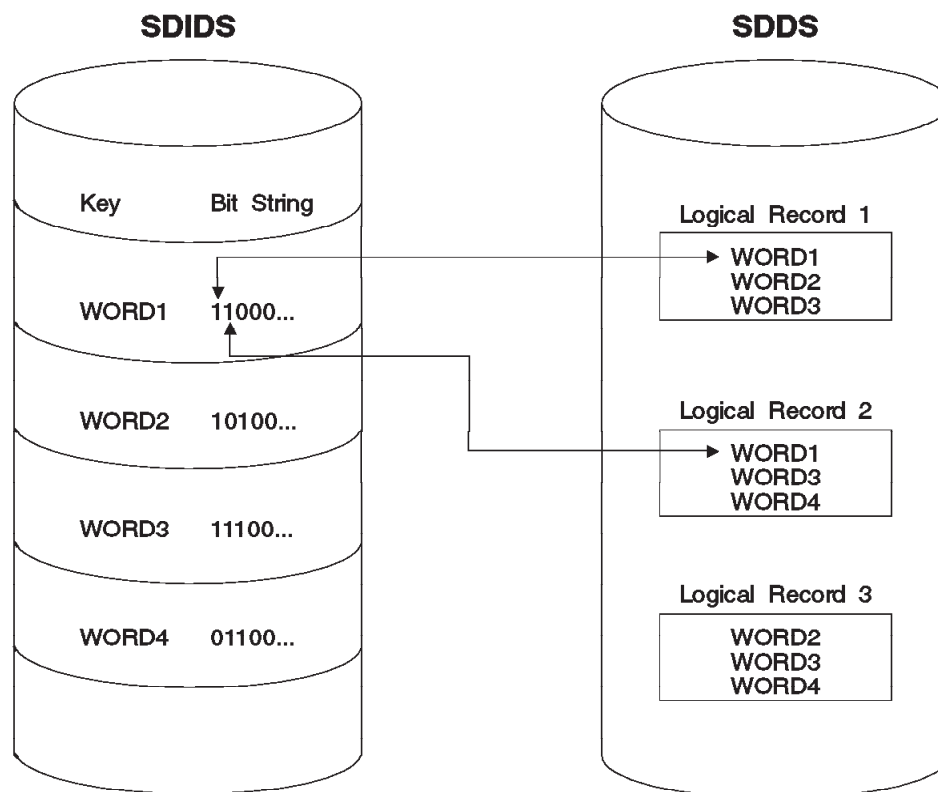 SDIDS
Key Bit String
WORD1 11000...
WORD2 10100...
WORD3 11100...
WORD4 01100...
SDDS
Logical Record 1
WORD1
WORD2
WORD3
Logical Record 2
WORD1
WORD3
WORD4
Logical Record 3
WORD2
WORD3
WORD4